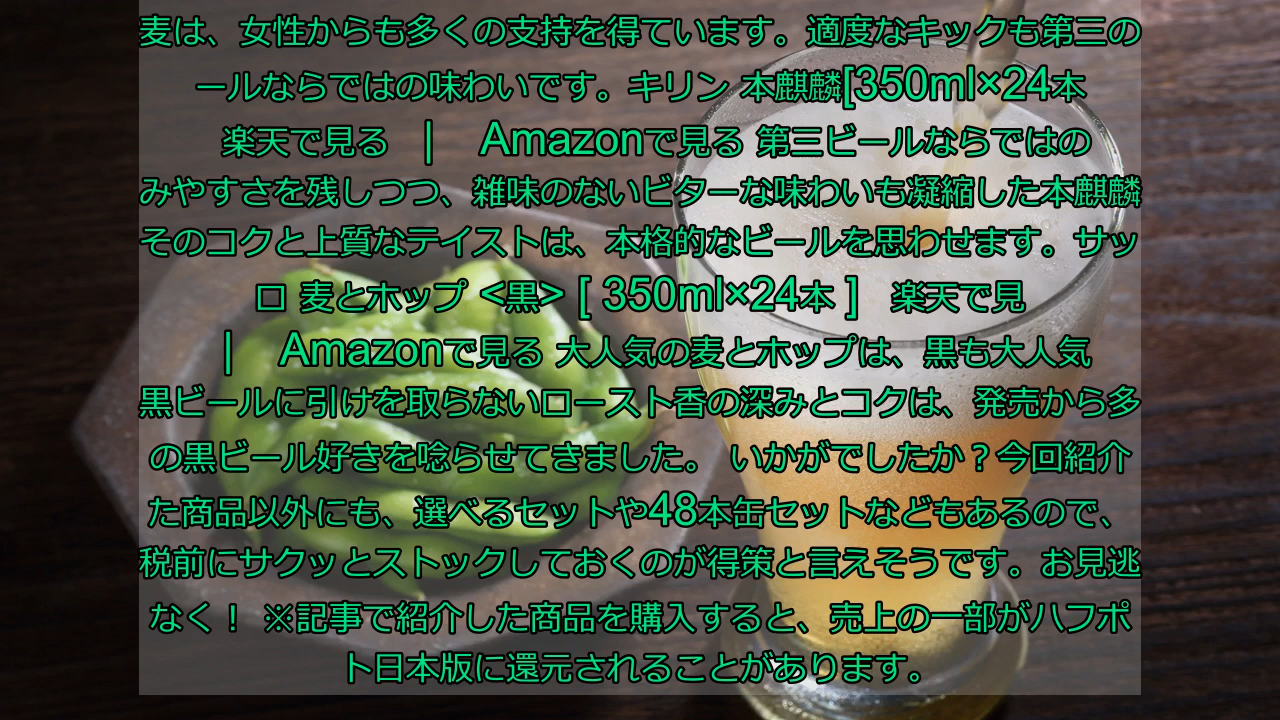 麦は、女性からも多くの支持を得ています。適度なキックも第三の
ールならではの味わいです。キリン 本麒麟[350ml×24本
楽天で見る | Amazonで見る 第三ビールならではの
みやすさを残しつつ、雑味のないビターな味わいも凝縮した本麒麟
そのコクと上質なテイストは、本格的なビールを思わせます。サッ
ロ 麦とホップ <黒> [ 350ml×24本 ] 楽天で見
| Amazonで見る 大人気の麦とホップは、黒も大人気
黒ビールに引けを取らないロースト香の深みとコクは、発売から多
の黒ビール好きを唸らせてきました。 いかがでしたか？今回紹介
た商品以外にも、選べるセットや48本缶セットなどもあるので、
税前にサクッとストックしておくのが得策と言えそうです。お見逃
なく！ ※記事で紹介した商品を購入すると、売上の一部がハフポ
ト日本版に還元されることがあります。